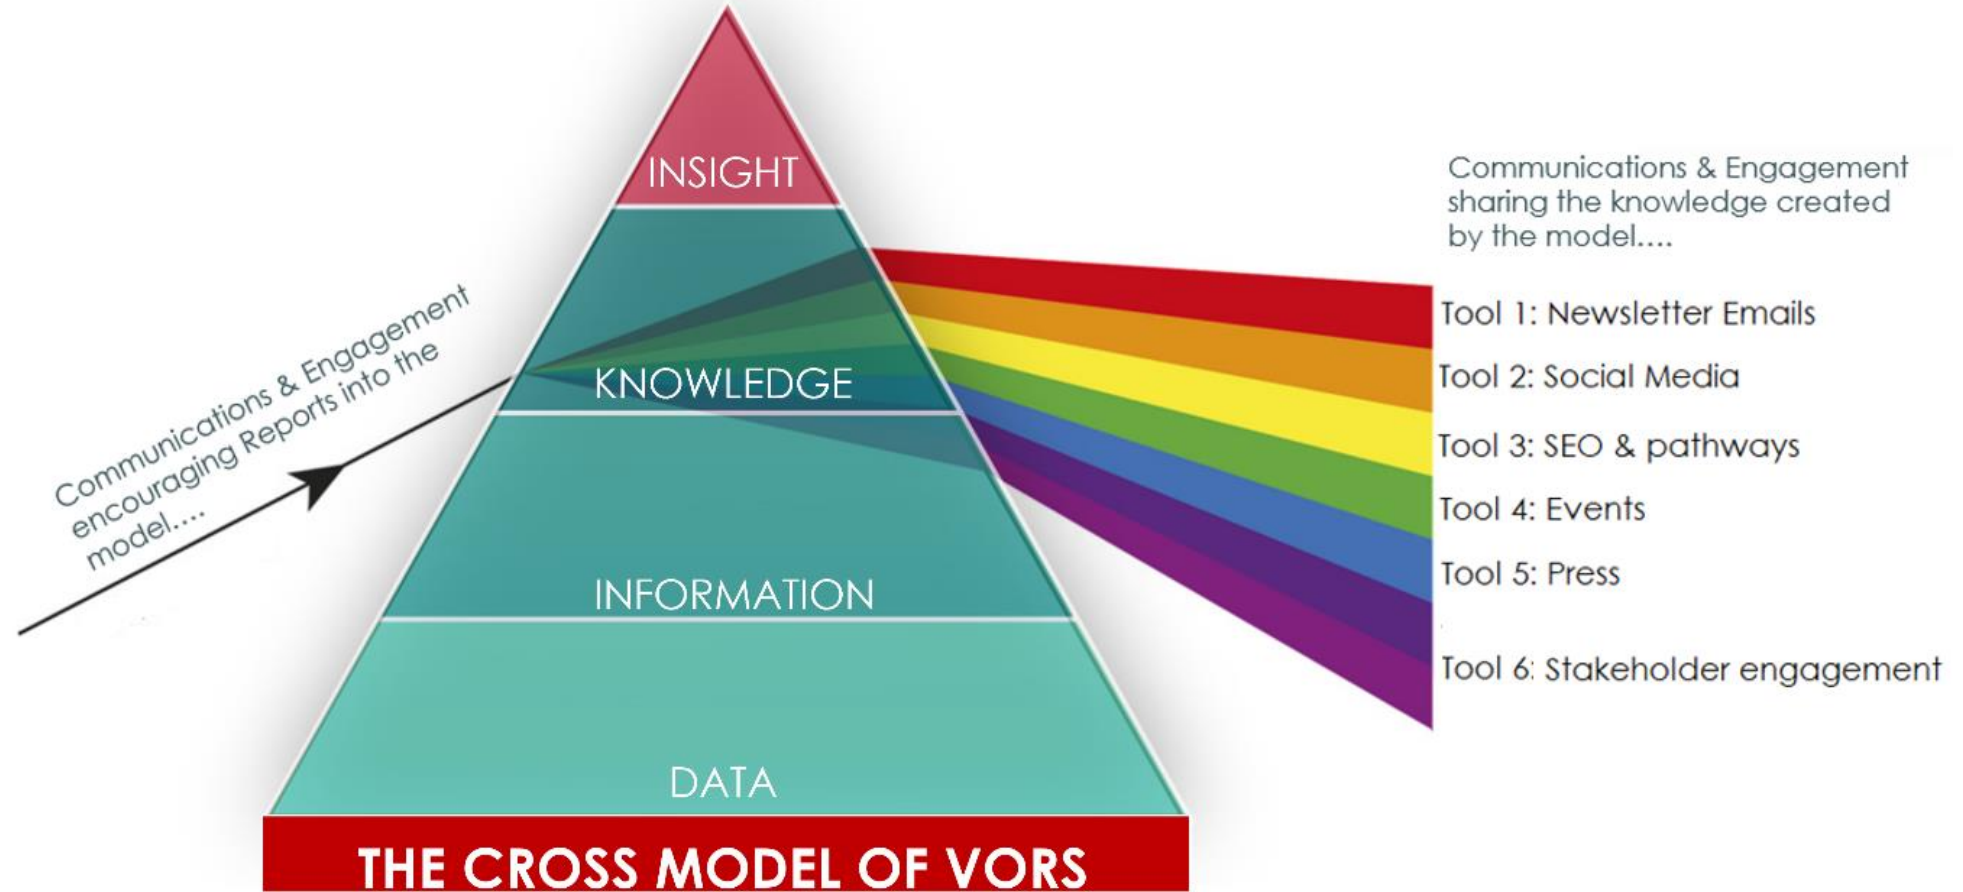 INSIGHT
KNOWLEDGE
INFORMATION
DATA
THE CROSS MODEL OF VORS
Communications & Engagement
encouraging Reports into the
model....
Communications & Engagement
sharing the knowledge created
by the model....
Tool 1: Newsletter Emails
Tool 2: Social Media
Tool 3: SEO & pathways
Tool 4: Events
Tool 5: Press
Tool 6: Stakeholder engagement